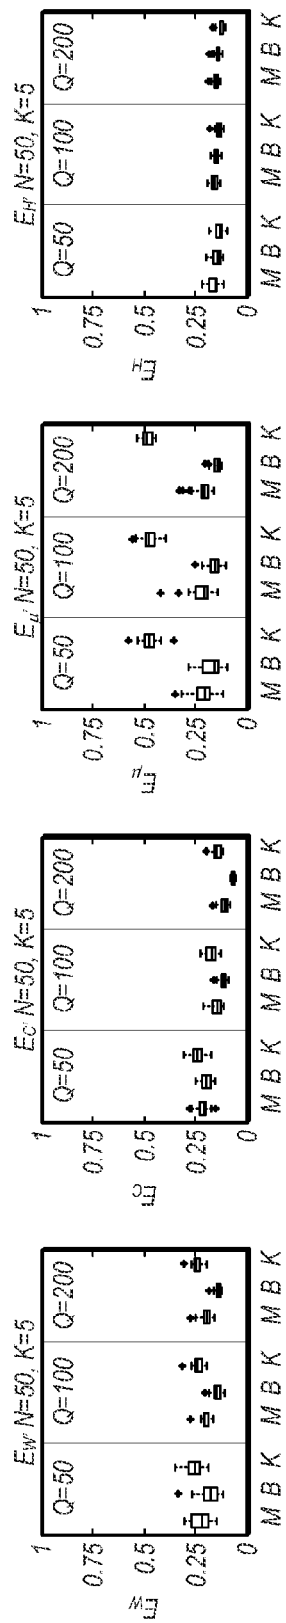 E_W, N=50, K=5
Q=50 Q=100 Q=200
1
0.75
0.5
0.25
0
E_W
M B K M B K M B K
E_C, N=50, K=5
Q=50 Q=100 Q=200
1
0.75
0.5
0.25
0
E_C
M B K M B K M B K
E_μ, N=50, K=5
Q=50 Q=100 Q=200
1
0.75
0.5
0.25
0
E_μ
M B K M B K M B K
E_H, N=50, K=5
Q=50 Q=100 Q=200
1
0.75
0.5
0.25
0
E_H
M B K M B K M B K